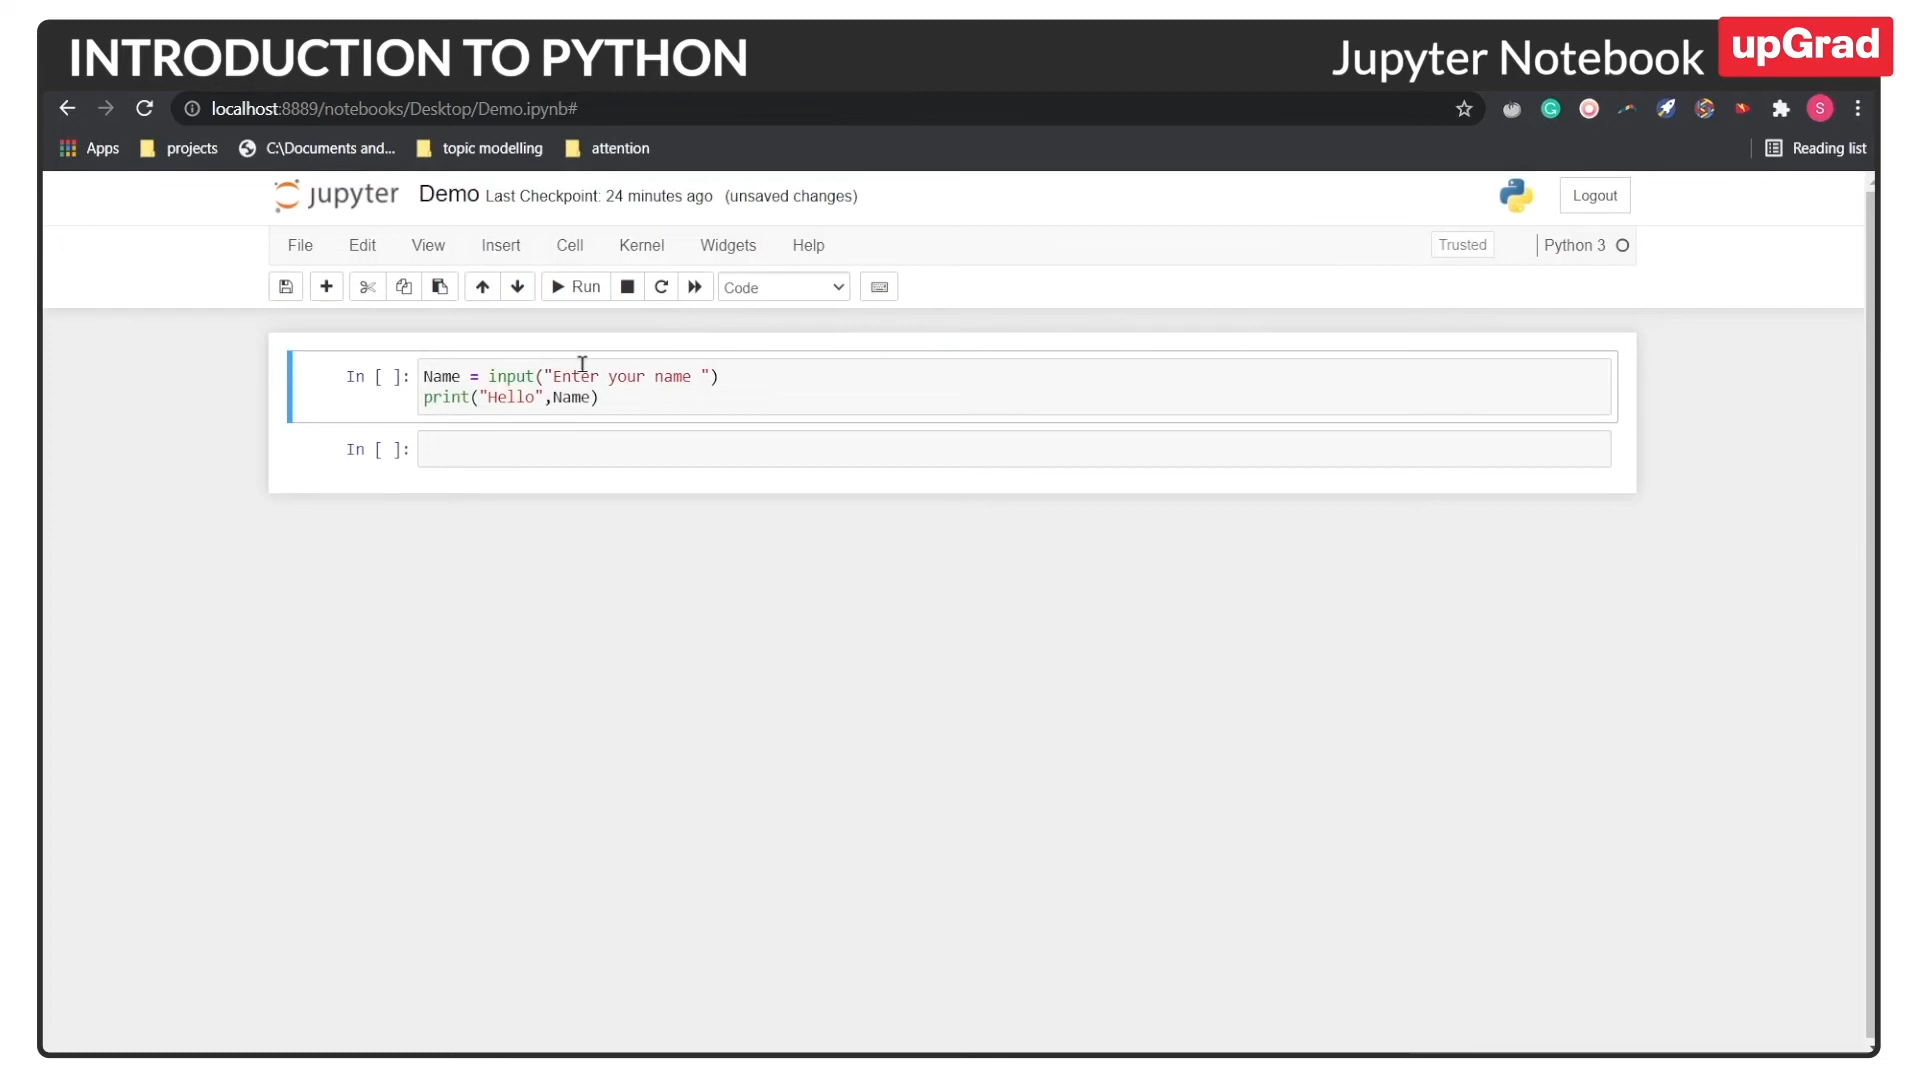 INTRODUCTION TO PYTHON
Jupyter Notebook
upGrad
localhost:8889/notebooks/Desktop/Demo.ipynb#
S
Apps projects C:\Documents and... topic modelling attention Reading list
jupyter Demo Last Checkpoint: 24 minutes ago (unsaved changes) Logout
File Edit View Insert Cell Kernel Widgets Help Trusted Python 3
Run Code
In [ ]: Name = input("Enter your name ")
print("Hello",Name)
In [ ]: